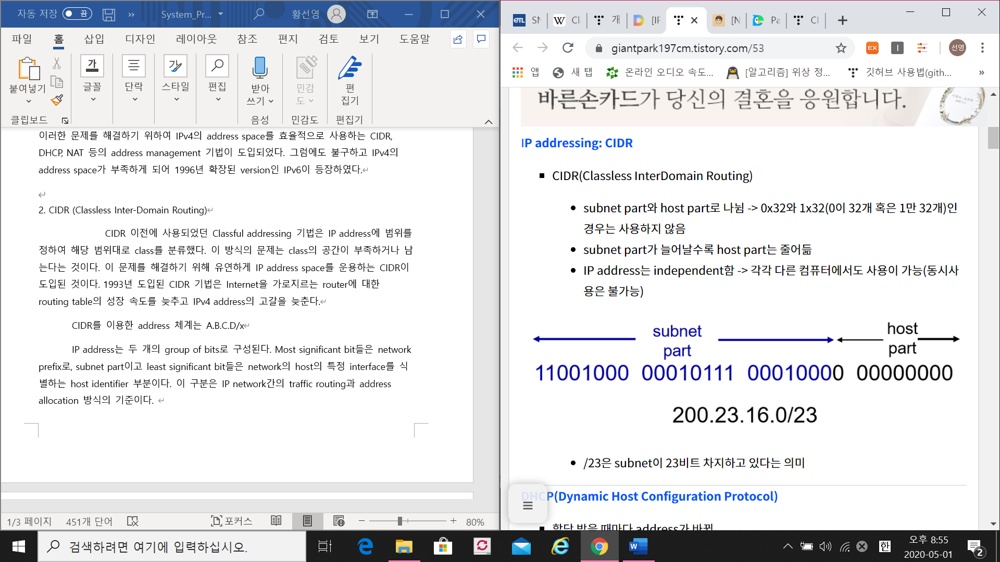 자동 저장 끔 System_Pr... 황선영
파일 홈 삽입 디자인 레이아웃 참조 편지 검토 보기 도움말
붙여넣기 글꼴 단락 스타일 편집 받아쓰기 민감도 편집기
클립보드 음성 민감도 편집기
이러한 문제를 해결하기 위하여 IPv4의 address space를 효율적으로 사용하는 CIDR,
DHCP, NAT 등의 address management 기법이 도입되었다. 그럼에도 불구하고 IPv4의
address space가 부족하게 되어 1996년 확장된 version인 IPv6이 등장하였다.
2. CIDR (Classless Inter-Domain Routing)
CIDR 이전에 사용되었던 Classful addressing 기법은 IP address에 범위를
정하여 해당 범위대로 class를 분류했다. 이 방식의 문제는 class의 공간이 부족하거나 남
는다는 것이다. 이 문제를 해결하기 위해 유연하게 IP address space를 운용하는 CIDR이
도입된 것이다. 1993년 도입된 CIDR 기법은 Internet을 가로지르는 router에 대한
routing table의 성장 속도를 늦추고 IPv4 address의 고갈을 늦춘다.
CIDR를 이용한 address 체계는 A.B.C.D/x
IP address는 두 개의 group of bits로 구성된다. Most significant bit들은 network
prefix로, subnet part이고 least significant bit들은 network의 host의 특정 interface를 식
별하는 host identifier 부분이다. 이 구분은 IP network간의 traffic routing과 address
allocation 방식의 기준이다.
1/3 페이지 451개 단어 포커스 80%
eTL SN W Cl 개 [IF [N Pa Cl
giantpark197cm.tistory.com/53 EX I 선영
앱 새 탭 온라인 오디오 속도... [알고리즘] 위상 정... 깃허브 사용법(gith...
바른손카드가 당신의 결혼을 응원합니다.
IP addressing: CIDR
CIDR(Classless InterDomain Routing)
subnet part와 host part로 나뉨 -> 0x32와 1x32(0이 32개 혹은 1만 32개)인
경우는 사용하지 않음
subnet part가 늘어날수록 host part는 줄어듦
IP address는 independent함 -> 각각 다른 컴퓨터에서도 사용이 가능(동시사
용은 불가능)
subnet part host part
11001000 00010111 00010000 00000000
200.23.16.0/23
/23은 subnet이 23비트 차지하고 있다는 의미
DHCP(Dynamic Host Configuration Protocol)
할당 받을 때마다 address가 바뀜
검색하려면 여기에 입력하십시오. 한 오후 8:55
2020-05-01 2